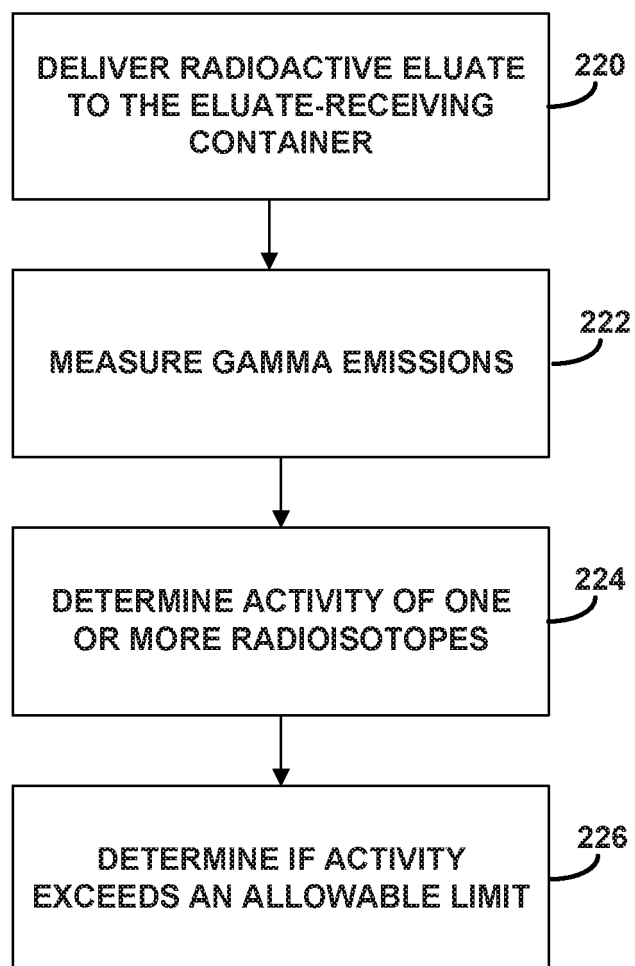 DELIVER RADIOACTIVE ELUATE
TO THE ELUATE-RECEIVING
CONTAINER
220
MEASURE GAMMA EMISSIONS
222
DETERMINE ACTIVITY OF ONE
OR MORE RADIOISOTOPES
224
DETERMINE IF ACTIVITY
EXCEEDS AN ALLOWABLE LIMIT
226